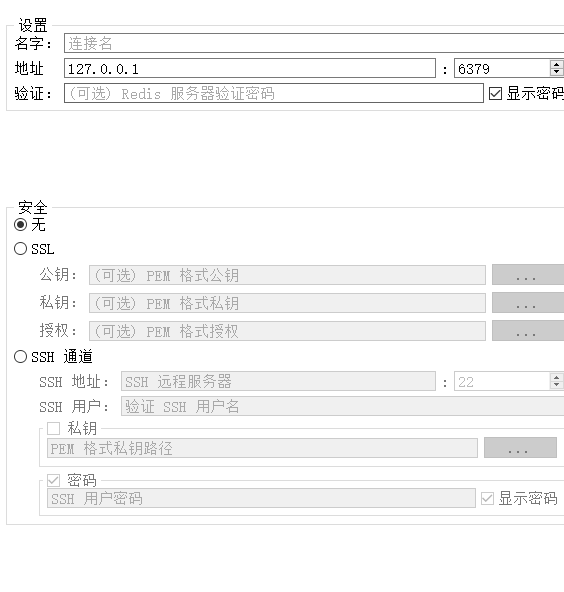 设置
名字： 连接名
地址 127.0.0.1 : 6379
验证： (可选) Redis 服务器验证密码 显示密码
安全
无
SSL
公钥： (可选) PEM 格式公钥 ...
私钥： (可选) PEM 格式私钥 ...
授权： (可选) PEM 格式授权 ...
SSH 通道
SSH 地址： SSH 远程服务器 : 22
SSH 用户： 验证 SSH 用户名
私钥
PEM 格式私钥路径 ...
密码
SSH 用户密码 显示密码